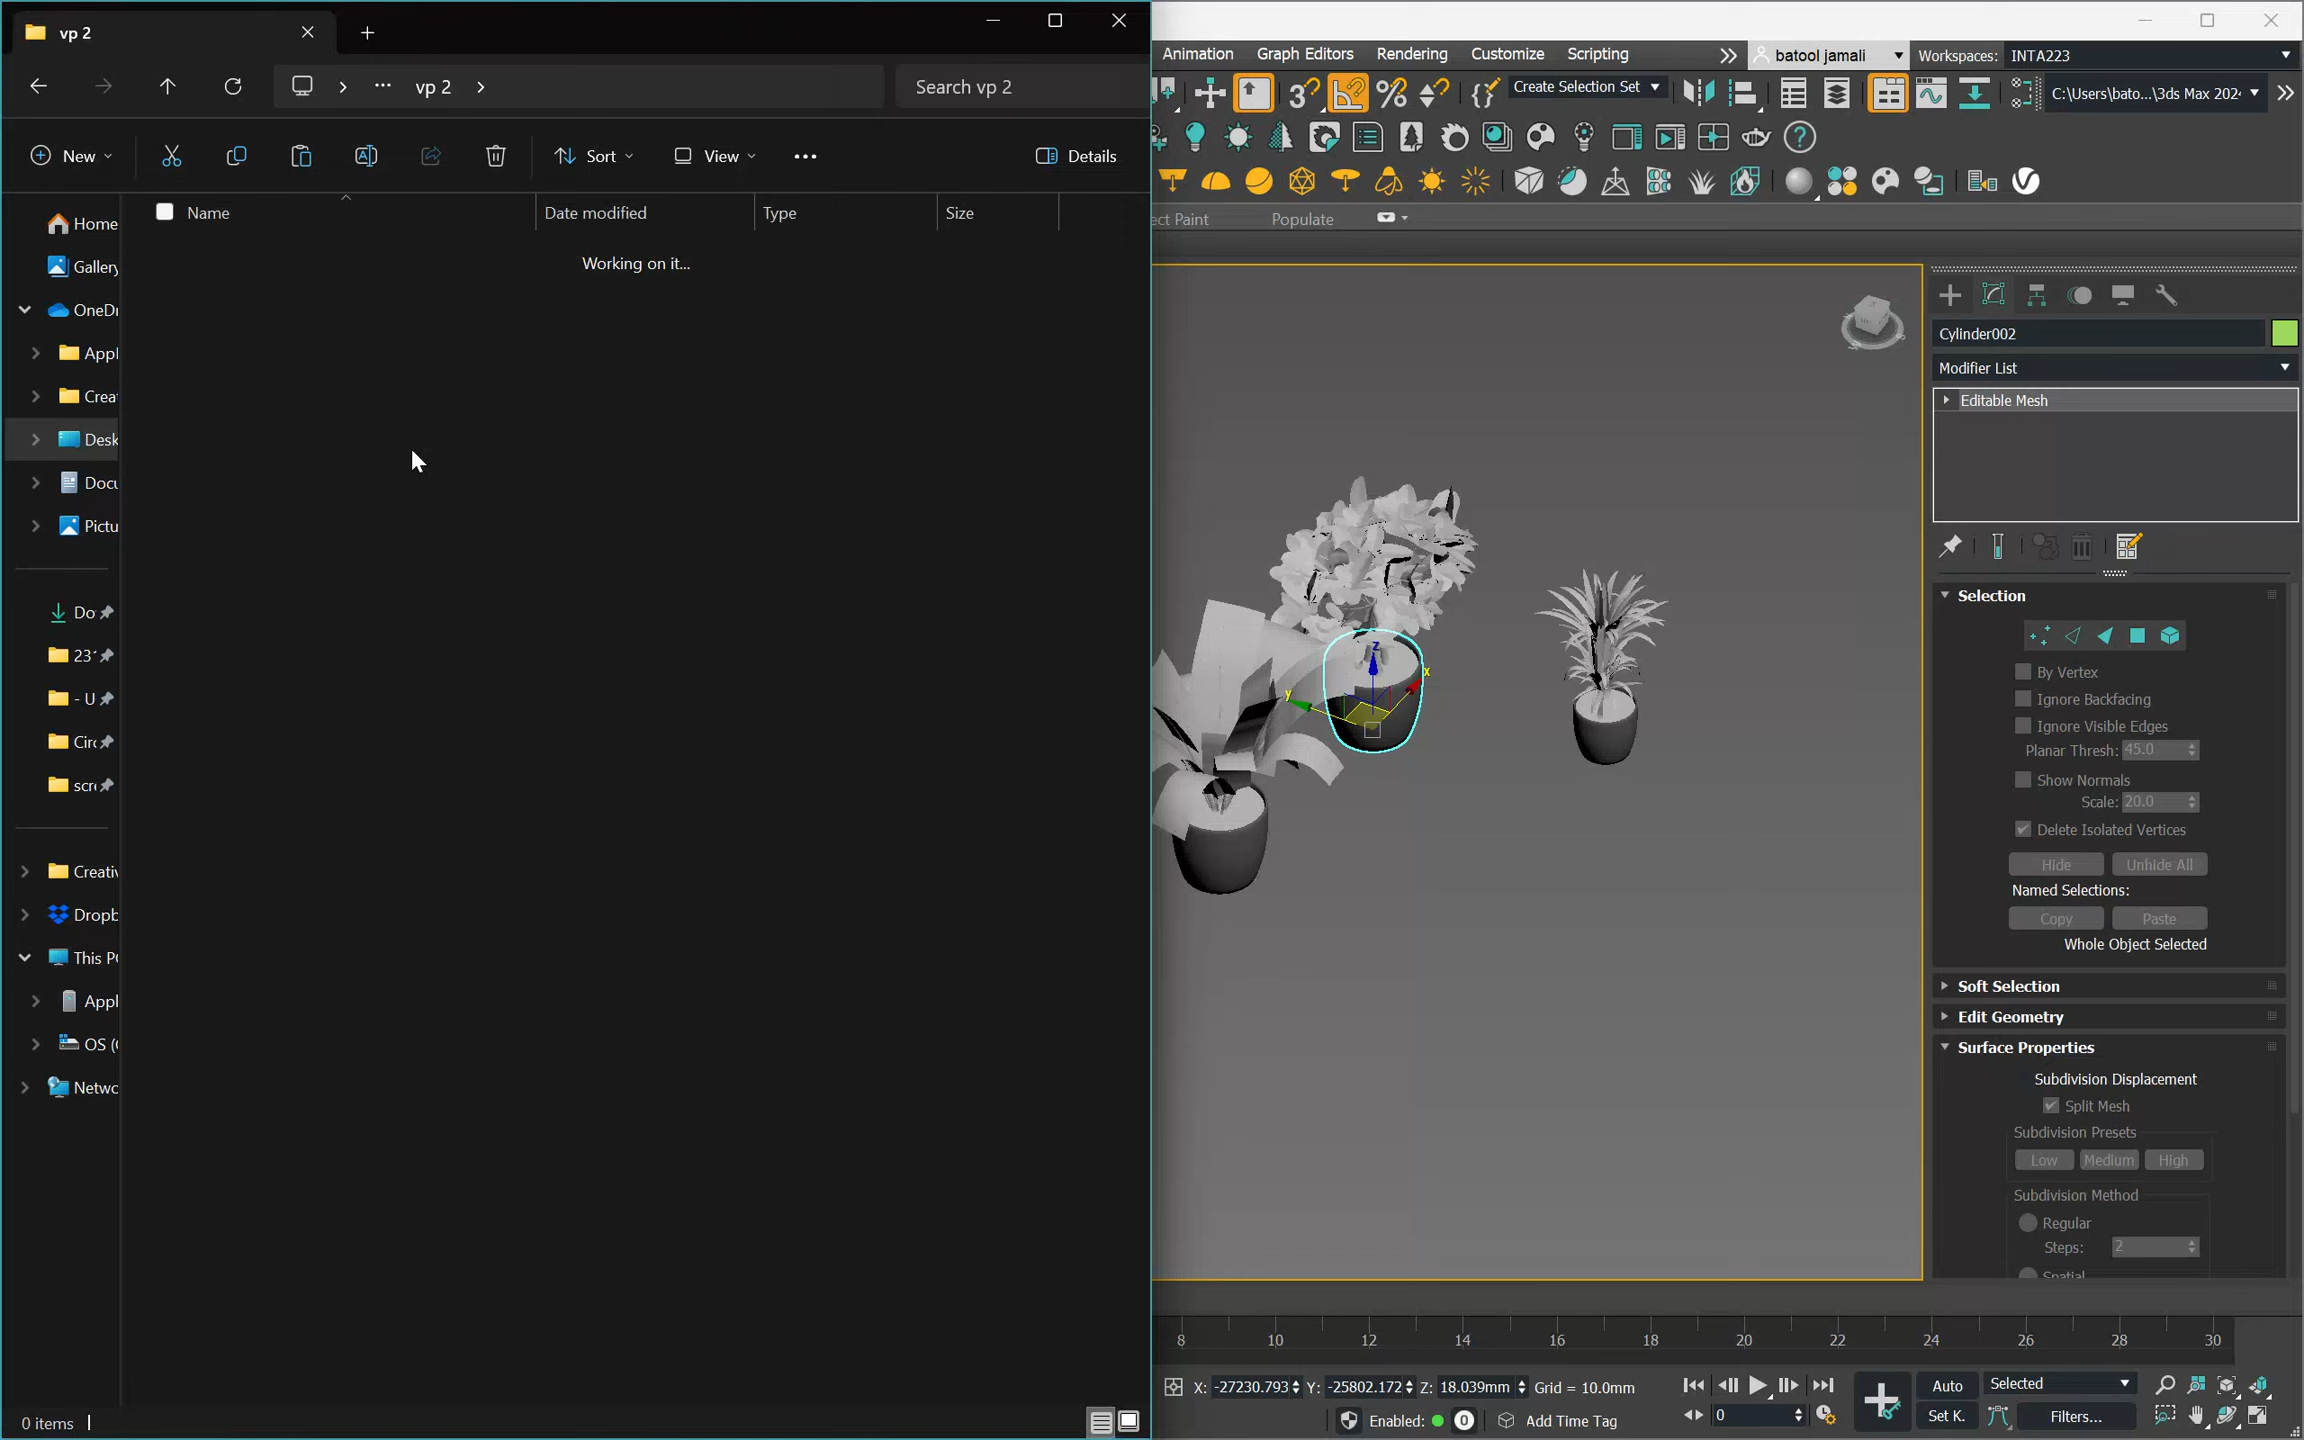 vp 2
vp 2
Search vp 2
New
Sort
View
Details
Name
Date modified
Type
Size
Working on it...
Home
Gallery
OneDr
Appl
Crea
Desk
Docu
Pictu
Do
23
- U
Circ
scre
Creativ
Dropb
This P
Appl
OS (
Netwo
0 items
Animation
Graph Editors
Rendering
Customize
Scripting
batool jamali
Workspaces:
INTA223
3
Create Selection Set
C:\Users\bato...\3ds Max 202
ect Paint
Populate
Cylinder002
Modifier List
Editable Mesh
Selection
By Vertex
Ignore Backfacing
Ignore Visible Edges
Planar Thresh: 45.0
Show Normals
Scale: 20.0
Delete Isolated Vertices
Hide
Unhide All
Named Selections:
Copy
Paste
Whole Object Selected
Soft Selection
Edit Geometry
Surface Properties
Subdivision Displacement
Split Mesh
Subdivision Presets
Low
Medium
High
Subdivision Method
Regular
Steps: 2
Spatial
z
x
y
8 10 12 14 16 18 20 22 24 26 28 30
X: -27230.793 Y: -25802.172 Z: 18.039mm Grid = 10.0mm
Auto
Selected
Enabled: 0
Add Time Tag
0
Set K.
Filters...